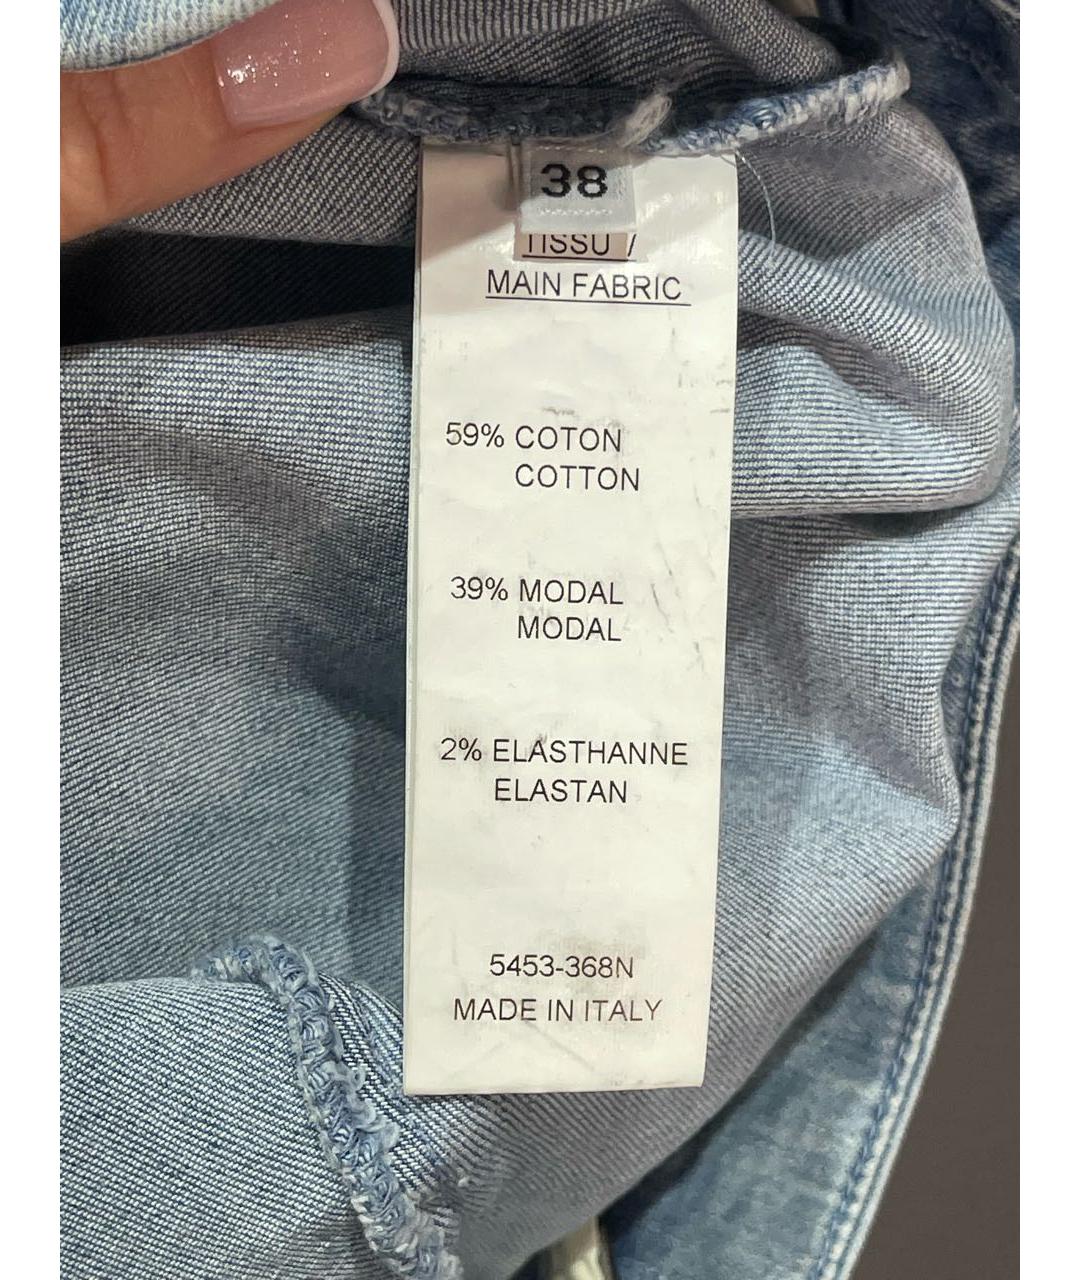 38
TISSU /
MAIN FABRIC
59% COTON
COTTON
39% MODAL
MODAL
2% ELASTHANNE
ELASTAN
5453-368N
MADE IN ITALY